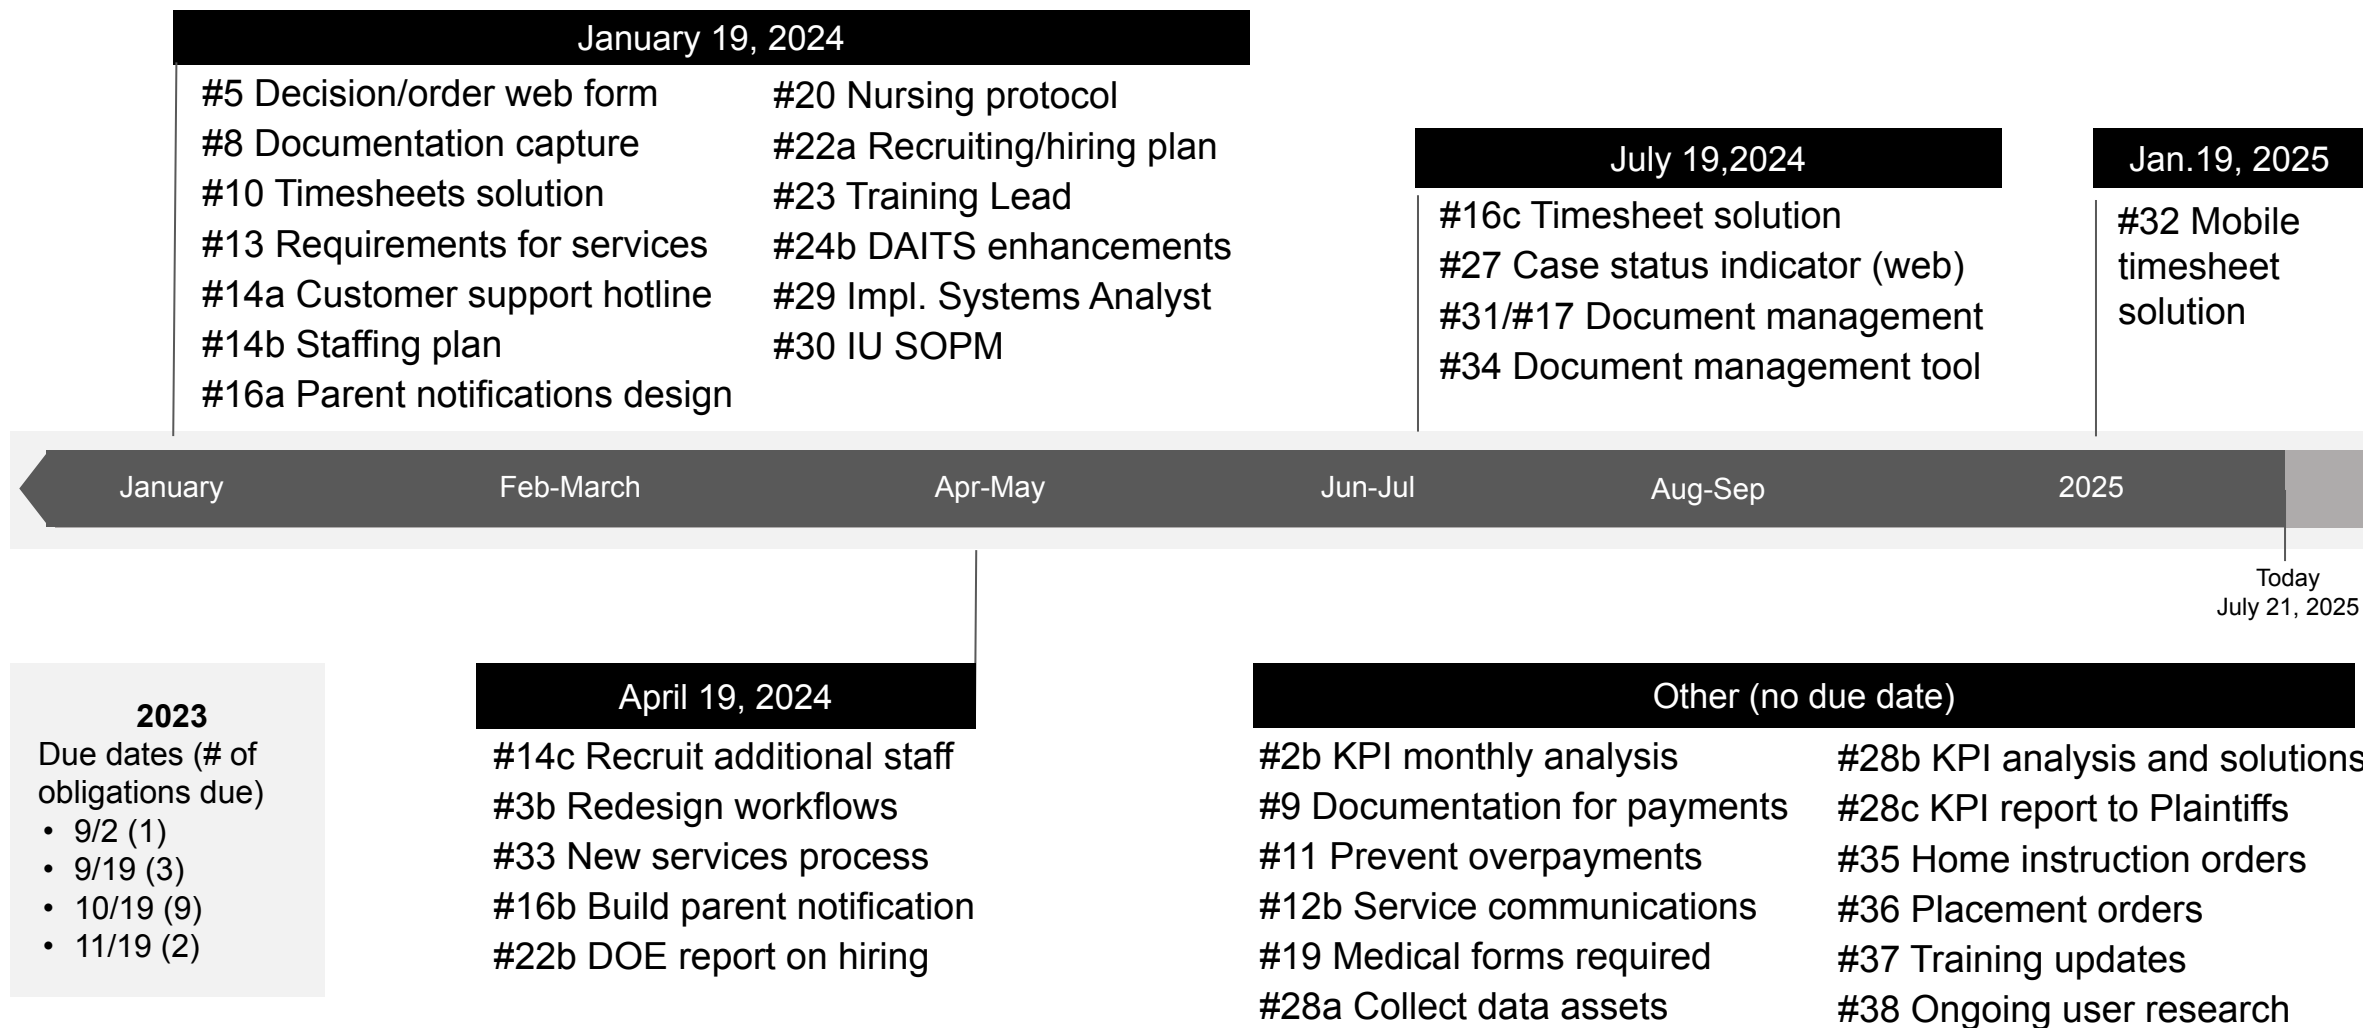 January 19, 2024
#5 Decision/order web form
#8 Documentation capture
#10 Timesheets solution
#13 Requirements for services
#14a Customer support hotline
#14b Staffing plan
#16a Parent notifications design
#20 Nursing protocol
#22a Recruiting/hiring plan
#23 Training Lead
#24b DAITS enhancements
#29 Impl. Systems Analyst
#30 IU SOPM
July 19,2024
#16c Timesheet solution
#27 Case status indicator (web)
#31/#17 Document management
#34 Document management tool
Jan.19, 2025
#32 Mobile
timesheet
solution
January
Feb-March
Apr-May
Jun-Jul
Aug-Sep
2025
Today
July 21, 2025
2023
Due dates (# of
obligations due)
• 9/2 (1)
• 9/19 (3)
• 10/19 (9)
• 11/19 (2)
April 19, 2024
#14c Recruit additional staff
#3b Redesign workflows
#33 New services process
#16b Build parent notification
#22b DOE report on hiring
Other (no due date)
#2b KPI monthly analysis
#9 Documentation for payments
#11 Prevent overpayments
#12b Service communications
#19 Medical forms required
#28a Collect data assets
#28b KPI analysis and solutions
#28c KPI report to Plaintiffs
#35 Home instruction orders
#36 Placement orders
#37 Training updates
#38 Ongoing user research